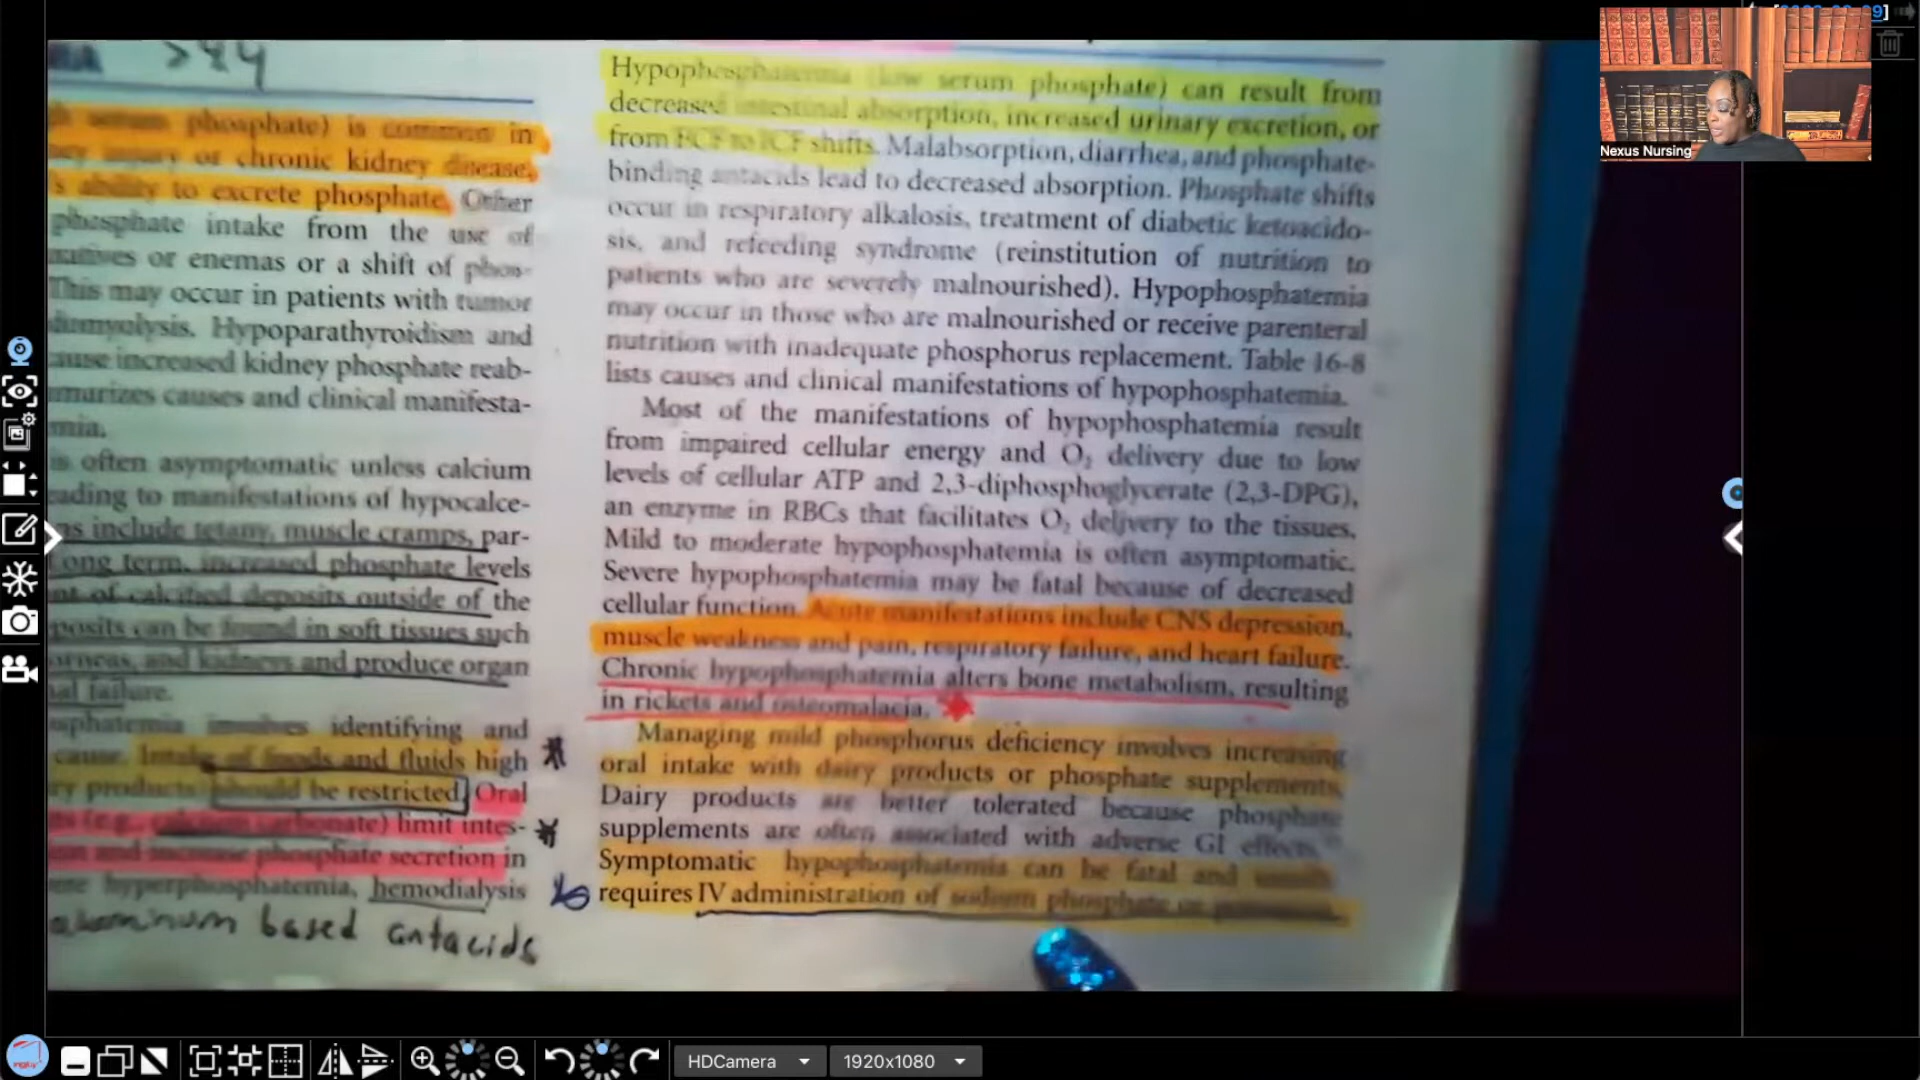 >44
serum phosphate) is common in
or chronic kidney disease,
's ability to excrete phosphate. Other
phosphate intake from the use of
or enemas or a shift of phos-
This may occur in patients with tumor
Hypoparathyroidism and
increased kidney phosphate reab-
causes and clinical manifesta-
is often asymptomatic unless calcium
leading to manifestations of hypocalce-
include tetany, muscle cramps, par-
Long term, increased phosphate levels
of calcified deposits outside of the
can be found in soft tissues such
corneas, and kidneys and produce organ
failure.
involves identifying and
cause. Intake of foods and fluids high
products) should be restricted. Oral
(e.g., calcium carbonate) limit intes-
and increase phosphate secretion in
hyperphosphatemia, hemodialysis
aluminum based antacids
Hypophosphatemia (low serum phosphate) can result from
decreased intestinal absorption, increased urinary excretion, or
from ECF to ICF shifts. Malabsorption, diarrhea, and phosphate-
binding antacids lead to decreased absorption. Phosphate shifts
occur in respiratory alkalosis, treatment of diabetic ketoacido-
sis, and refeeding syndrome (reinstitution of nutrition to
patients who are severely malnourished). Hypophosphatemia
may occur in those who are malnourished or receive parenteral
nutrition with inadequate phosphorus replacement. Table 16-8
lists causes and clinical manifestations of hypophosphatemia.
Most of the manifestations of hypophosphatemia result
from impaired cellular energy and O₂ delivery due to low
levels of cellular ATP and 2,3-diphosphoglycerate (2,3-DPG),
an enzyme in RBCs that facilitates O₂ delivery to the tissues.
Mild to moderate hypophosphatemia is often asymptomatic.
Severe hypophosphatemia may be fatal because of decreased
cellular function. Acute manifestations include CNS depression,
muscle weakness and pain, respiratory failure, and heart failure.
Chronic hypophosphatemia alters bone metabolism, resulting
in rickets and osteomalacia.
Managing mild phosphorus deficiency involves increasing
oral intake with dairy products or phosphate supplements.
Dairy products are better tolerated because phosphate
supplements are often associated with adverse GI effects.
Symptomatic hypophosphatemia can be fatal and
requires IV administration of sodium phosphate or
Nexus Nursing
HDCamera
1920x1080